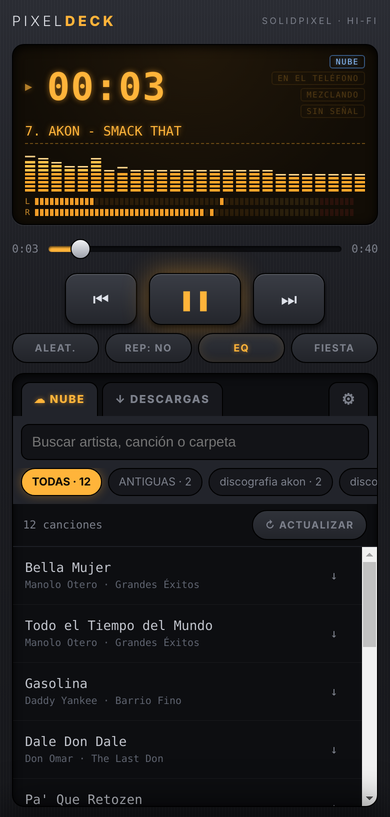 PIXELDECK
SOLIDPIXEL · HI-FI
NUBE
00:03
EN EL TELÉFONO
MEZCLANDO
SIN SEÑAL
7. AKON - SMACK THAT
L
R
0:03
0:40
ALEAT.
REP: NO
EQ
FIESTA
NUBE
DESCARGAS
Buscar artista, canción o carpeta
TODAS · 12
ANTIGUAS · 2
discografia akon · 2
disco
12 canciones
ACTUALIZAR
Bella Mujer
Manolo Otero · Grandes Éxitos
Todo el Tiempo del Mundo
Manolo Otero · Grandes Éxitos
Gasolina
Daddy Yankee · Barrio Fino
Dale Don Dale
Don Omar · The Last Don
Pa' Que Retozen